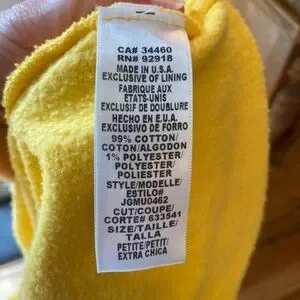 CA# 34460
RN# 92918
MADE IN U.S.A.
EXCLUSIVE OF LINING
FABRIQUE AUX
ETATS-UNIS
EXCLUSIF DE DOUBLURE
HECHO EN E.U.A.
EXCLUSIVO DE FORRO
99% COTTON/
COTON/ALGODON
1% POLYESTER/
POLYESTER/
POLIESTER
STYLE/MODELLE/
ESTILO#
JGMU0462
CUT/COUPE/
CORTE# 633541
SIZE/TAILLE/
TALLA
PETITE/PETIT/
EXTRA CHICA